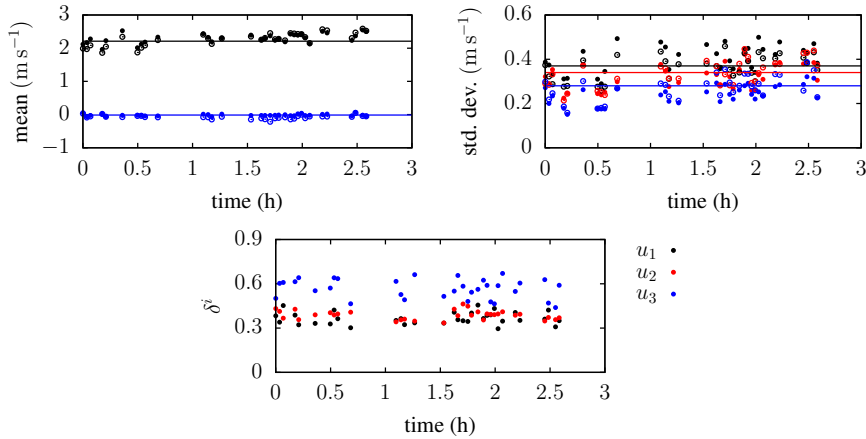 3
2
1
0
−1
mean (m s⁻¹)
0 0.5 1 1.5 2 2.5 3
time (h)
0.6
0.4
0.2
0
std. dev. (m s⁻¹)
0 0.5 1 1.5 2 2.5 3
time (h)
0.9
0.6
0.3
0
δⁱ
0 0.5 1 1.5 2 2.5 3
time (h)
u₁
u₂
u₃